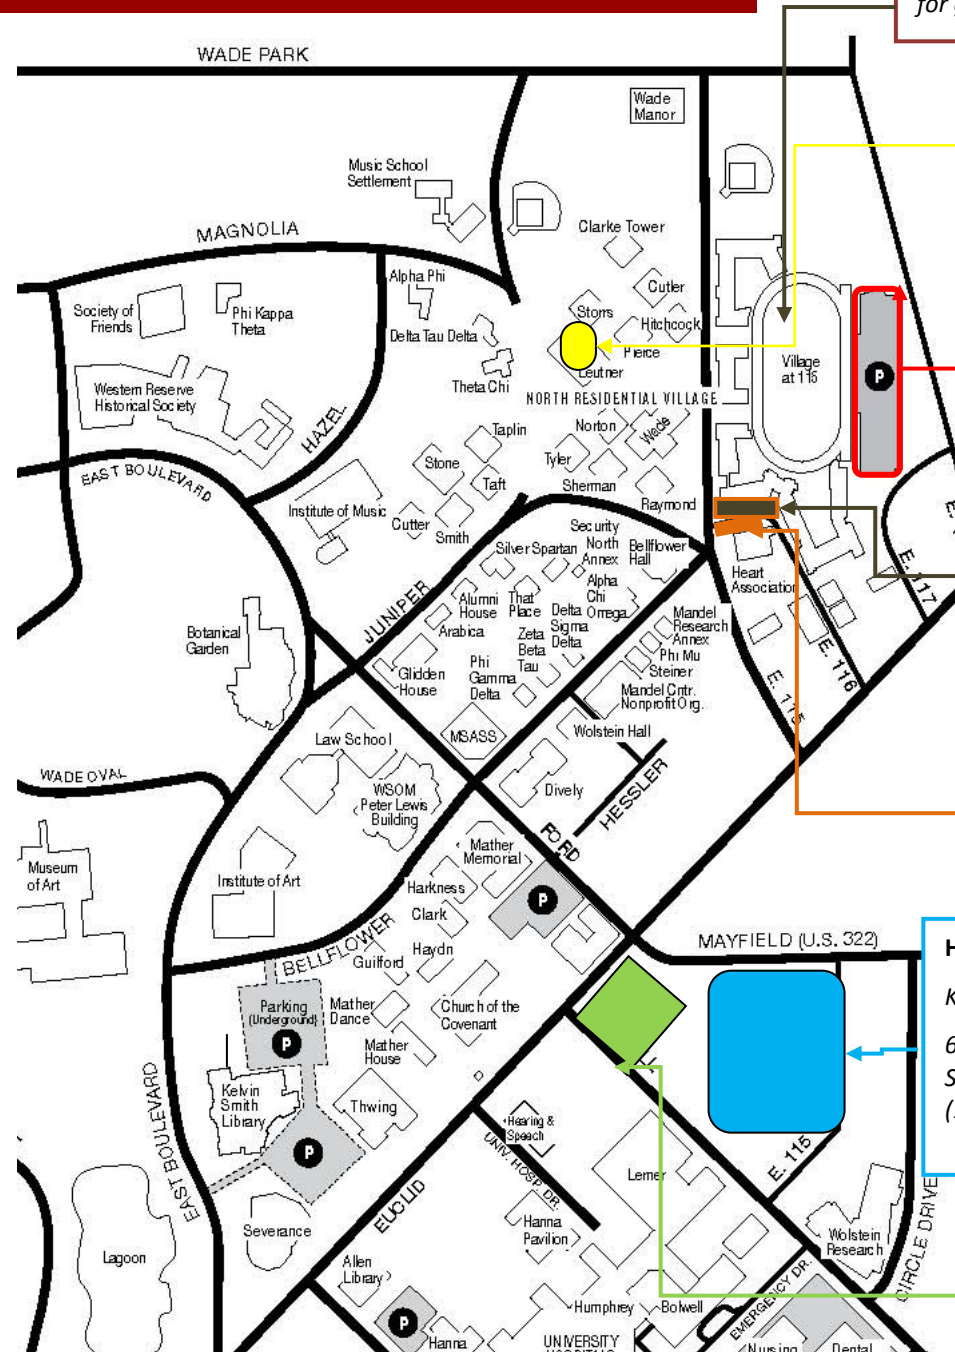 for
WADE PARK
Wade
Manor
Music School
Settlement
MAGNOLIA
Clarke Tower
Alpha Phi
Cutler
Society of
Friends
Phi Kappa
Theta
Storrs
Hitchcock
Delta Tau Delta
Pierce
Village
at 115
P
Theta Chi
Leutner
Western Reserve
Historical Society
NORTH RESIDENTIAL VILLAGE
HAZEL
Norton
Wade
Taplin
EAST BOULEVARD
Stone
Tyler
Taft
Sherman
Raymond
Institute of Music
Cutter
Smith
Security
North
Annex
Silver Spartan
Bellflower
Hall
E. 117
Heart
Association
JUNIPER
Alumni
House
That
Place
Alpha
Chi
Omega
Arabica
Delta
Sigma
Delta
Mandel
Research
Annex
Botanical
Garden
Zeta
Beta
Tau
Phi Mu
Steiner
E. 116
Glidden
House
Phi
Gamma
Delta
Mandel Cntr.
Nonprofit Org.
E. 115
Law School
MSASS
Wolstein Hall
WADE OVAL
WSOM
Peter Lewis
Building
Dively
HESSLER
FORD
Mather
Memorial
Museum
of Art
Institute of Art
Harkness
P
Clark
BELLFLOWER
Haydn
Guilford
MAYFIELD (U.S. 322)
H
K
6
S
(
Parking
(Underground)
P
Mather
Dance
Church of the
Covenant
Mather
House
EAST BOULEVARD
Kelvin
Smith
Library
Thwing
Hearing &
Speech
P
UNIV. HOSP. DR.
E. 115
Lerner
EUCLID
CIRCLE DRIVE
Severance
Hanna
Pavilion
Wolstein
Research
Lagoon
Allen
Library
EMERGENCY DR.
Humphrey
Bolwell
P
Hanna
UNIVERSITY
HOSPITALS
Nursing
Dental